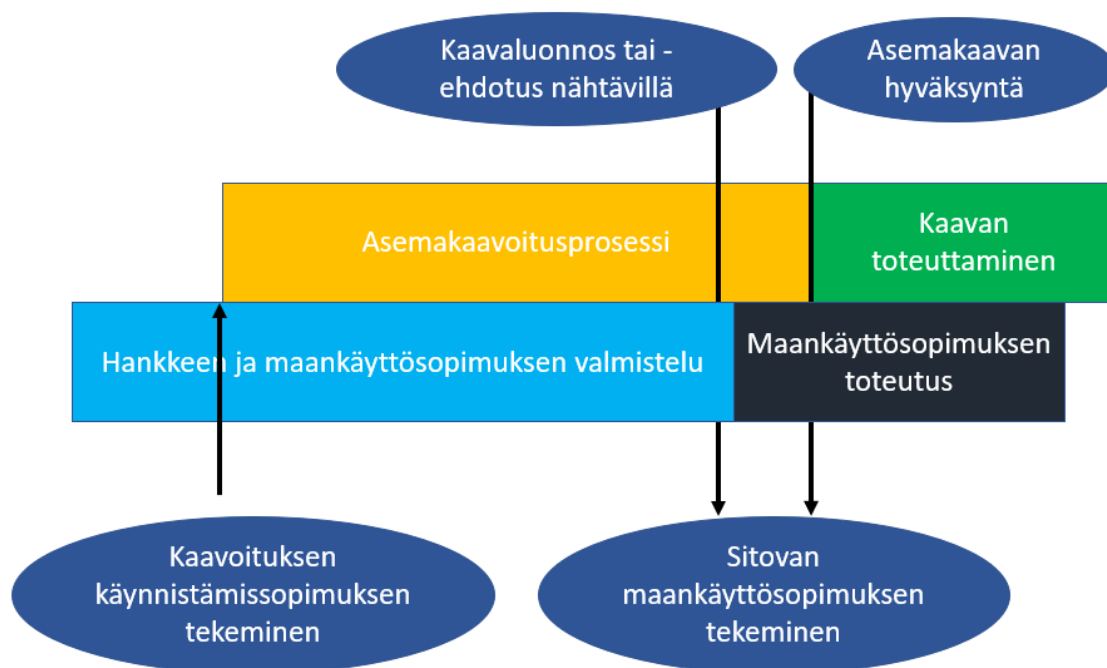 Kaavaluonnos tai -
ehdotus nähtävillä
Asemakaavan
hyväksyntä
Asemakaavoitusprosessi
Kaavan
toteuttaminen
Hankkeen ja maankäyttösopimuksen valmistelu
Maankäyttösopimuksen
toteutus
Kaavoituksen
käynnistämissopimuksen
tekeminen
Sitovan
maankäyttösopimuksen
tekeminen